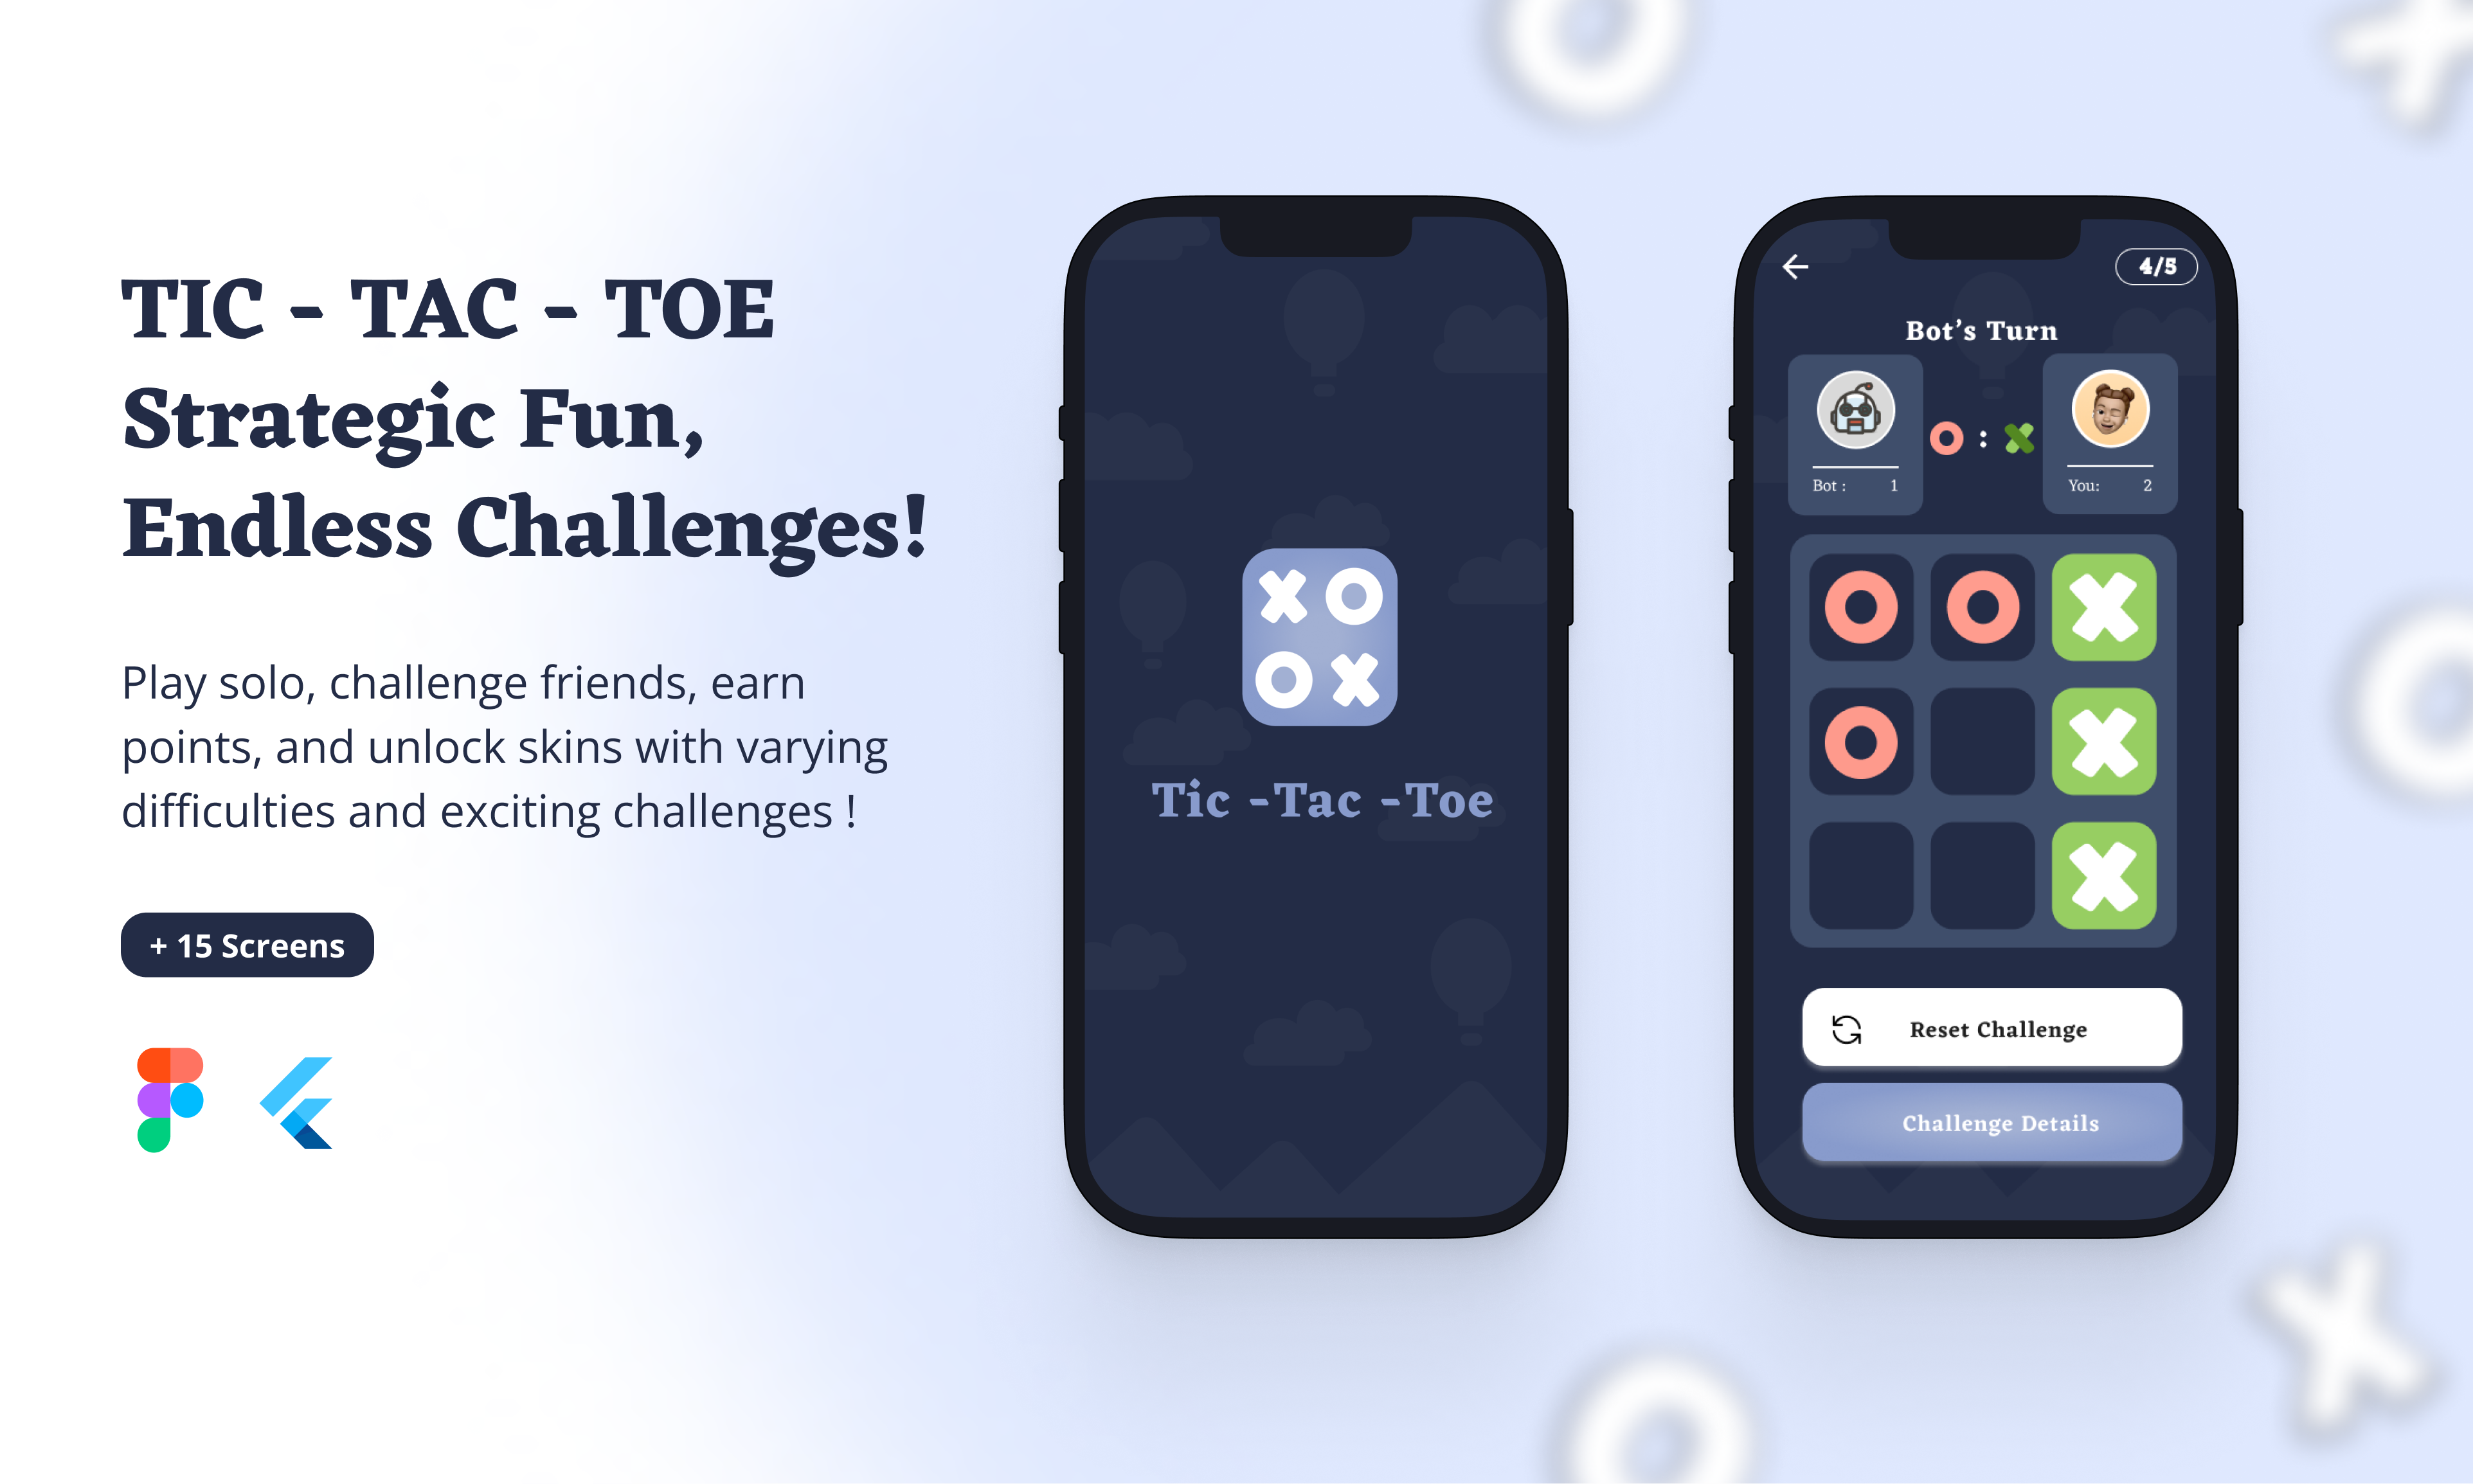 TIC - TAC - TOE
Strategic Fun,
Endless Challenges!
Play solo, challenge friends, earn
points, and unlock skins with varying
difficulties and exciting challenges !
+ 15 Screens
Tic -Tac -Toe
4/5
Bot's Turn
O : X
Bot : 1
You: 2
O O X
O X
X
Reset Challenge
Challenge Details